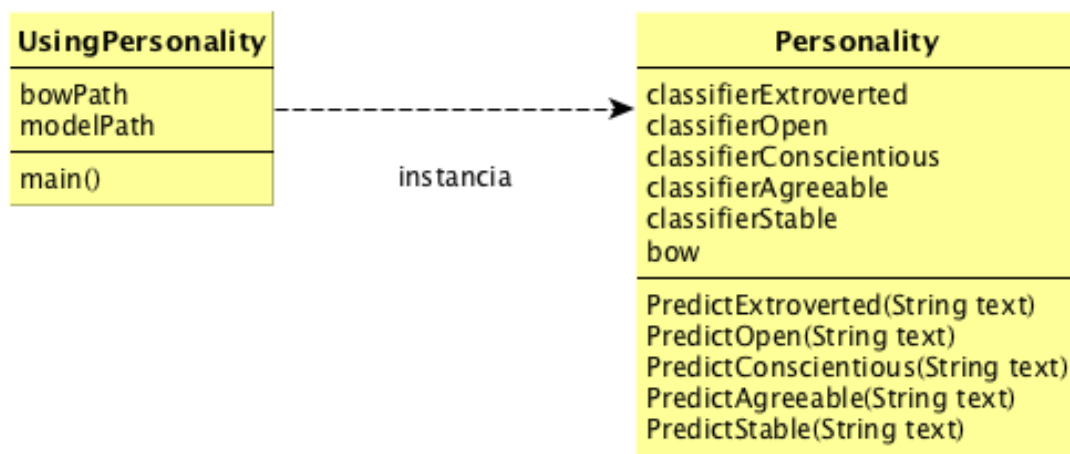 UsingPersonality
bowPath
modelPath
main()
instancia
Personality
classifierExtroverted
classifierOpen
classifierConscientious
classifierAgreeable
classifierStable
bow
PredictExtroverted(String text)
PredictOpen(String text)
PredictConscientious(String text)
PredictAgreeable(String text)
PredictStable(String text)